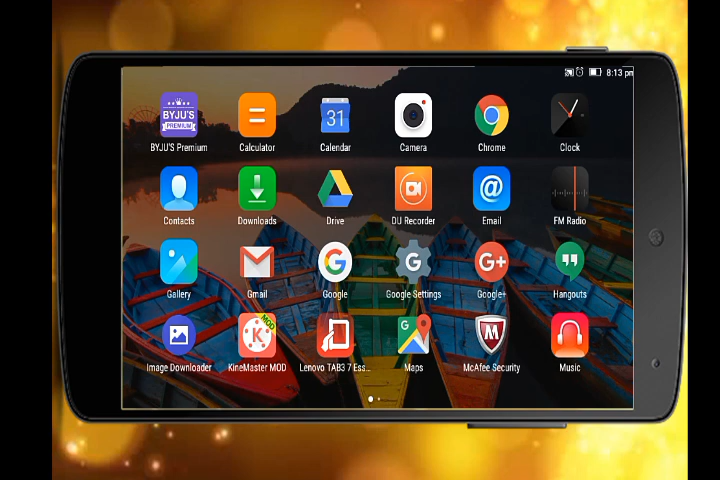 8:13 pm
BYJU'S
PREMIUM
31
BYJU'S Premium
Calculator
Calendar
Camera
Chrome
Clock
Contacts
Downloads
Drive
DU Recorder
Email
FM Radio
G
G
G+
Gallery
Gmail
Google
Google Settings
Google+
Hangouts
K
MOD
G
M
Image Downloader
KineMaster MOD
Lenovo TAB3 7 Ess...
Maps
McAfee Security
Music